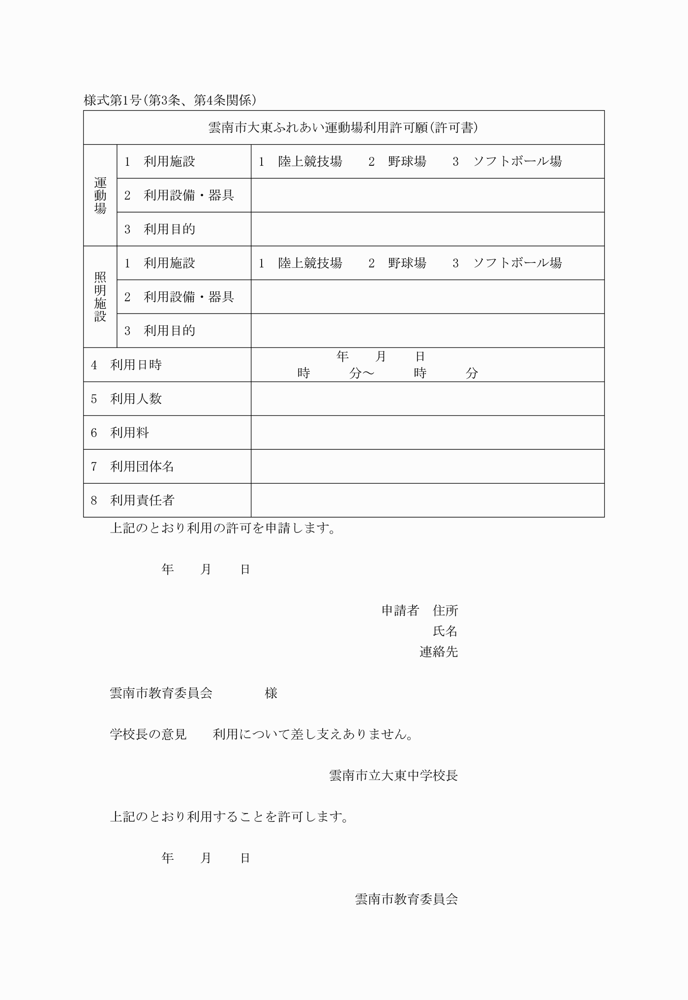 様式第1号(第3条、第4条関係)
雲南市大東ふれあい運動場利用許可願(許可書)
運動場
1　利用施設　1　陸上競技場　　2　野球場　　3　ソフトボール場
2　利用設備・器具
3　利用目的
照明施設
1　利用施設　1　陸上競技場　　2　野球場　　3　ソフトボール場
2　利用設備・器具
3　利用目的
4　利用日時
年　　月　　日
時　　　分～　　　時　　　分
5　利用人数
6　利用料
7　利用団体名
8　利用責任者
上記のとおり利用の許可を申請します。
年　　月　　日
申請者　住所
氏名
連絡先
雲南市教育委員会　　　　様
学校長の意見　　利用について差し支えありません。
雲南市立大東中学校長
上記のとおり利用することを許可します。
年　　月　　日
雲南市教育委員会